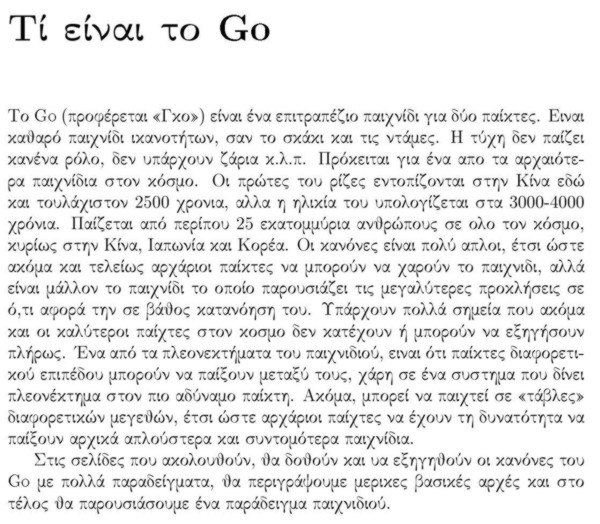 Τί είναι το Go
Το Go (προφέρεται «Γκο») είναι ένα επιτραπέζιο παιχνίδι για δύο παίκτες. Ειναι
καθαρό παιχνίδι ικανοτήτων, σαν το σκάκι και τις ντάμες. Η τύχη δεν παίζει
κανένα ρόλο, δεν υπάρχουν ζάρια κ.λ.π. Πρόκειται για ένα απο τα αρχαιότε-
ρα παιχνίδια στον κόσμο. Οι πρώτες του ρίζες εντοπίζονται στην Κίνα εδώ
και τουλάχιστον 2500 χρονια, αλλα η ηλικία του υπολογίζεται στα 3000-4000
χρόνια. Παίζεται από περίπου 25 εκατομμύρια ανθρώπους σε ολο τον κόσμο,
κυρίως στην Κίνα, Ιαπωνία και Κορέα. Οι κανόνες είναι πολύ απλοι, έτσι ώστε
ακόμα και τελείως αρχάριοι παίκτες να μπορούν να χαρούν το παιχνιδι, αλλά
είναι μάλλον το παιχνίδι το οποίο παρουσιάζει τις μεγαλύτερες προκλήσεις σε
ό,τι αφορά την σε βάθος κατανόηση του. Υπάρχουν πολλά σημεία που ακόμα
και οι καλύτεροι παίχτες στον κοσμο δεν κατέχουν ή μπορούν να εξηγήσουν
πλήρως. Ένα από τα πλεονεκτήματα του παιχνιδιού, ειναι ότι παίκτες διαφορετι-
κού επιπέδου μπορούν να παίξουν μεταξύ τους, χάρη σε ένα συστημα που δίνει
πλεονέκτημα στον πιο αδύναμο παίκτη. Ακόμα, μπορεί να παιχτεί σε «τάβλες»
διαφορετικών μεγεθών, έτσι ώστε αρχάριοι παίχτες να έχουν τη δυνατότητα να
παίξουν αρχικά απλούστερα και συντομότερα παιχνίδια.
Στις σελίδες που ακολουθούν, θα δοθούν και υα εξηγηθούν οι κανόνες του
Go με πολλά παραδείγματα, θα περιγράψουμε μερικες βασικές αρχές και στο
τέλος θα παρουσιάσουμε ένα παράδειγμα παιχνιδιού.